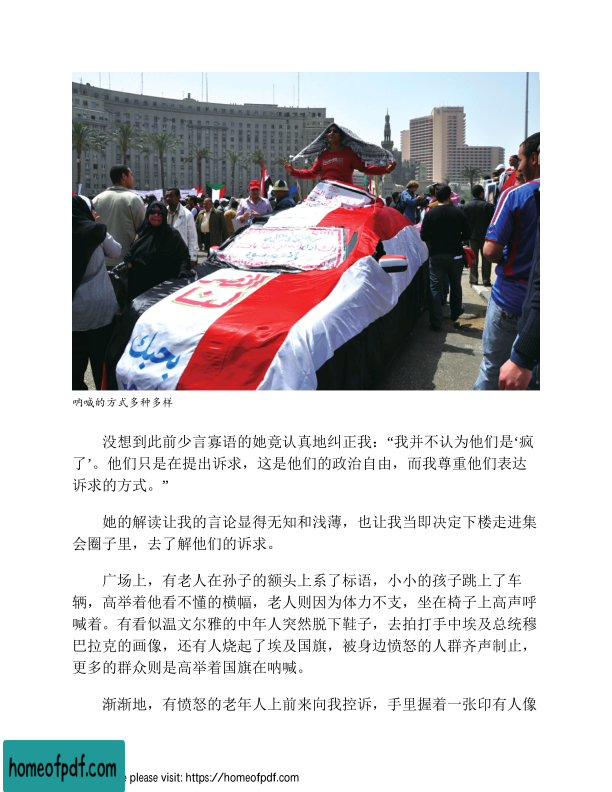 النصر
لنا
بحبك
呐喊的方式多种多样
没想到此前少言寡语的她竟认真地纠正我：“我并不认为他们是‘疯
了’。他们只是在提出诉求，这是他们的政治自由，而我尊重他们表达
诉求的方式。”
她的解读让我的言论显得无知和浅薄，也让我当即决定下楼走进集
会圈子里，去了解他们的诉求。
广场上，有老人在孙子的额头上系了标语，小小的孩子跳上了车
辆，高举着他看不懂的横幅，老人则因为体力不支，坐在椅子上高声呼
喊着。有看似温文尔雅的中年人突然脱下鞋子，去拍打手中埃及总统穆
巴拉克的画像，还有人烧起了埃及国旗，被身边愤怒的人群齐声制止，
更多的群众则是高举着国旗在呐喊。
渐渐地，有愤怒的老年人上前来向我控诉，手里握着一张印有人像
homeofpdf.com
e please visit: https://homeofpdf.com